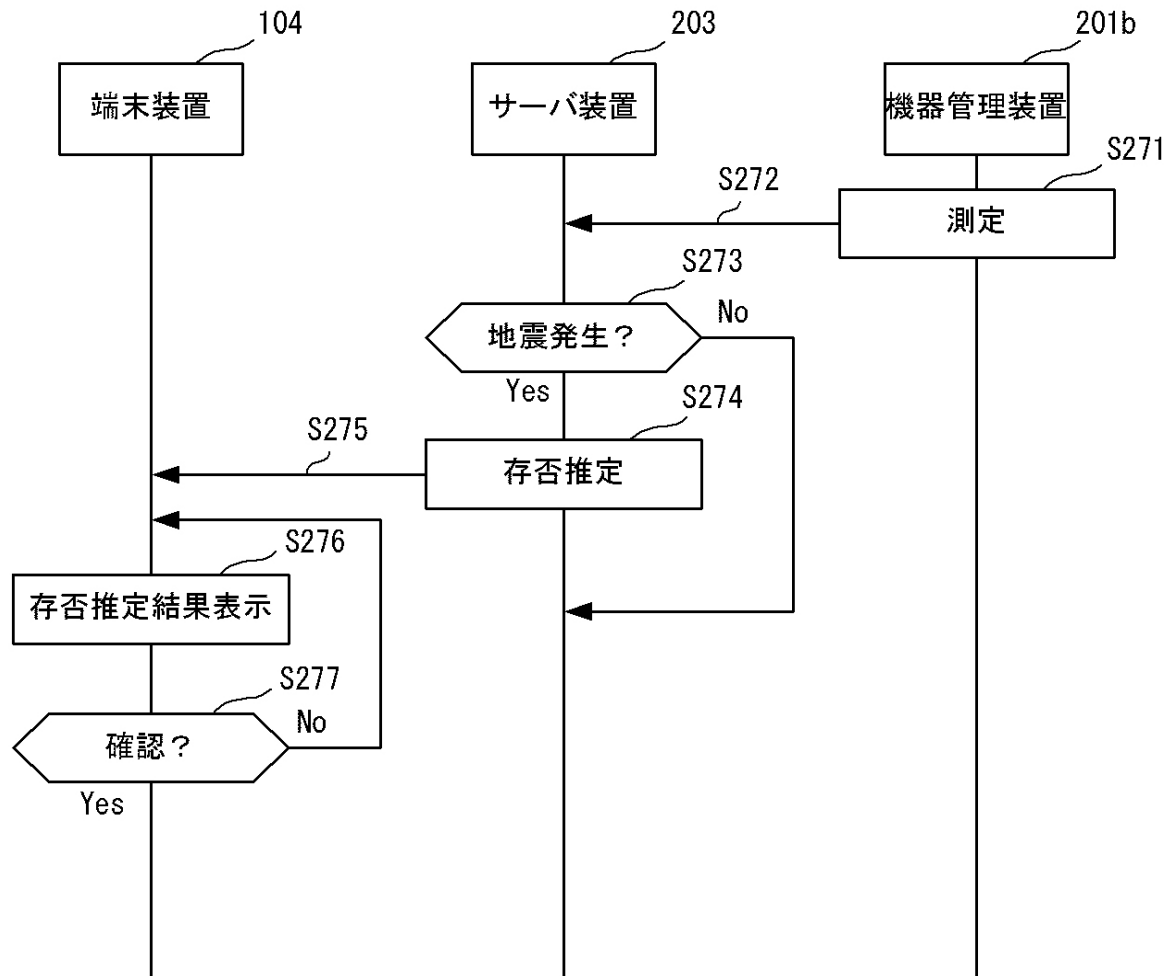 104
203
201b
端末装置
サーバ装置
機器管理装置
S271
S272
測定
S273
地震発生？
No
Yes
S274
S275
存否推定
S276
存否推定結果表示
S277
No
確認？
Yes